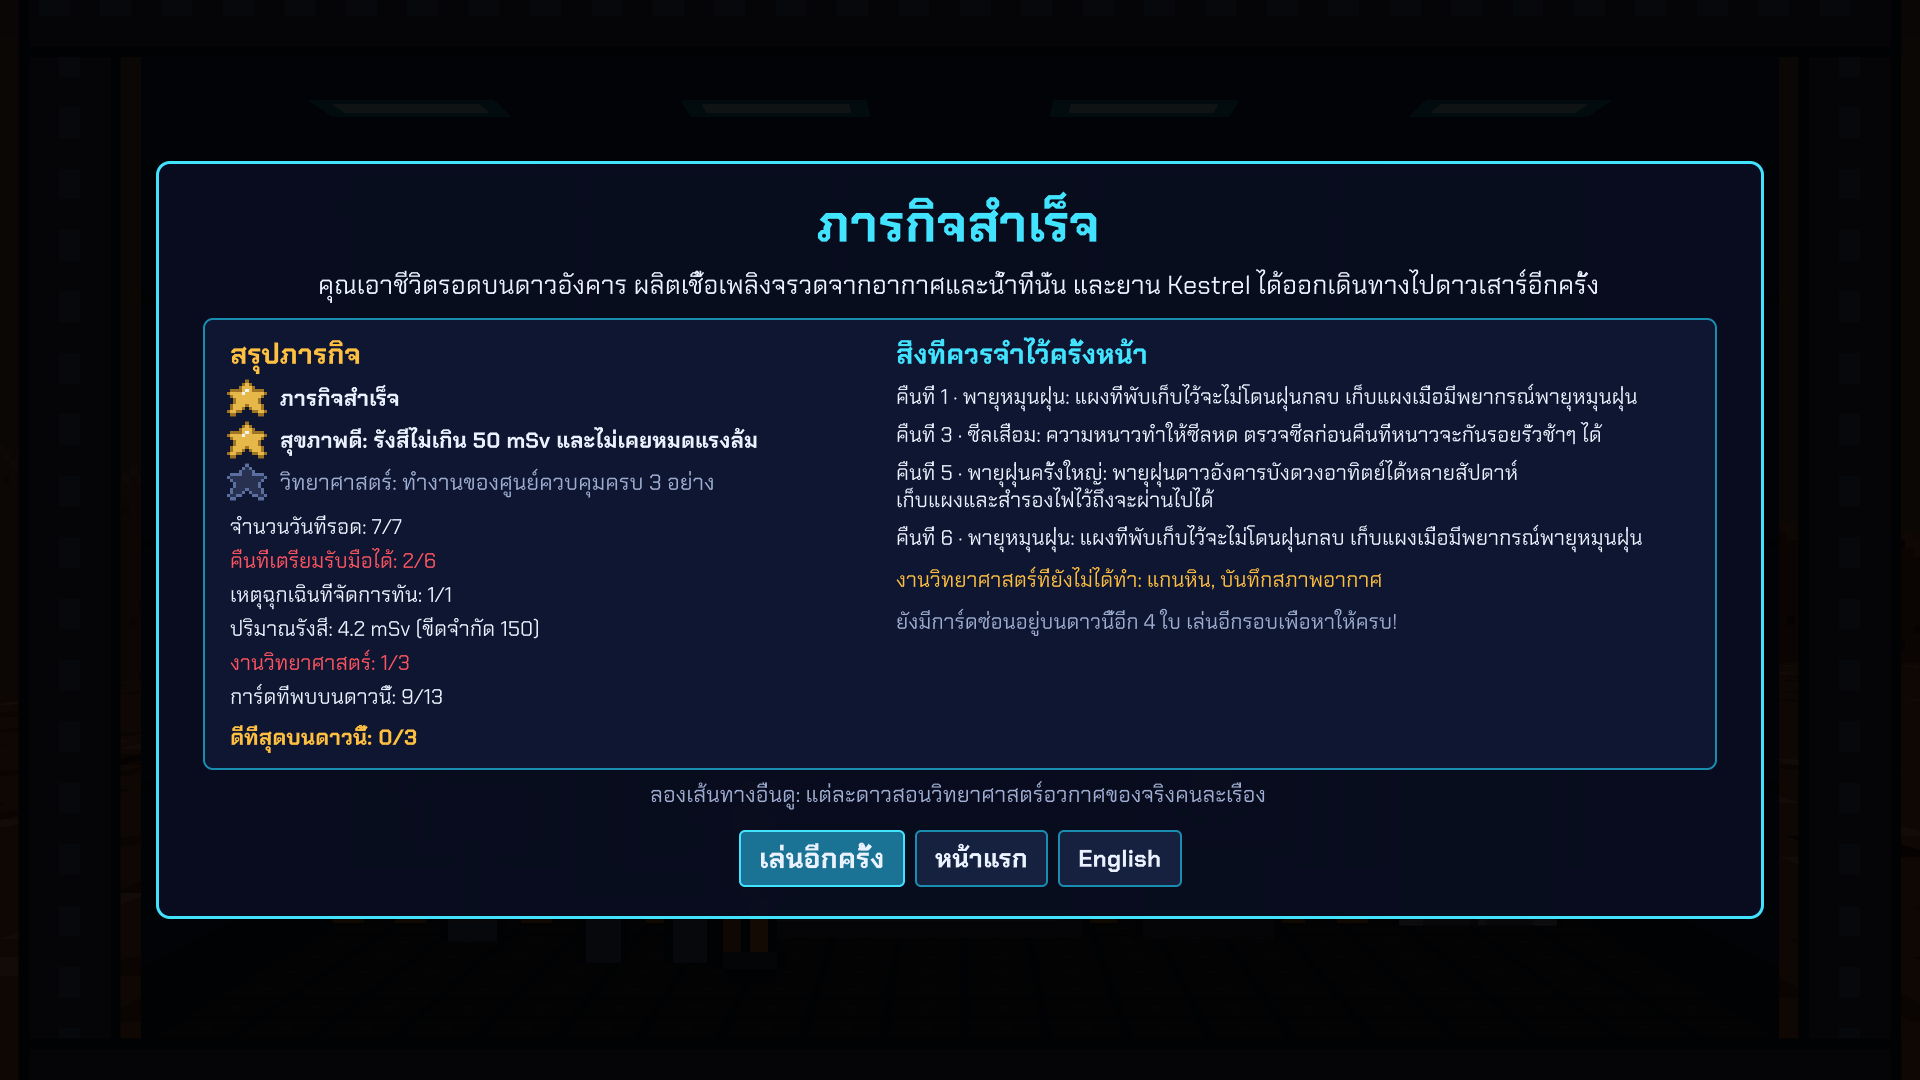 ภารกิจสำเร็จ
คุณเอาชีวิตรอดบนดาวอังคาร ผลิตเชื้อเพลิงจรวดจากอากาศและน้ำที่นั่น และยาน Kestrel ได้ออกเดินทางไปดาวเสาร์อีกครั้ง
สรุปภารกิจ
ภารกิจสำเร็จ
สุขภาพดี: รังสีไม่เกิน 50 mSv และไม่เคยหมดแรงล้ม
วิทยาศาสตร์: ทำงานของศูนย์ควบคุมครบ 3 อย่าง
จำนวนวันที่รอด: 7/7
คืนที่เตรียมรับมือได้: 2/6
เหตุฉุกเฉินที่จัดการทัน: 1/1
ปริมาณรังสี: 4.2 mSv (ขีดจำกัด 150)
งานวิทยาศาสตร์: 1/3
การ์ดที่พบบนดาวนี้: 9/13
ดีที่สุดบนดาวนี้: 0/3
สิ่งที่ควรจำไว้ครั้งหน้า
คืนที่ 1 · พายุหมุนฝุ่น: แผงที่พับเก็บไว้จะไม่โดนฝุ่นกลบ เก็บแผงเมื่อมีพยากรณ์พายุหมุนฝุ่น
คืนที่ 3 · ซีลเสื่อม: ความหนาวทำให้ซีลหด ตรวจซีลก่อนคืนที่หนาวจะกันรอยรั่วช้าๆ ได้
คืนที่ 5 · พายุฝุ่นครั้งใหญ่: พายุฝุ่นดาวอังคารบังดวงอาทิตย์ได้หลายสัปดาห์
เก็บแผงและสำรองไฟไว้ถึงจะผ่านไปได้
คืนที่ 6 · พายุหมุนฝุ่น: แผงที่พับเก็บไว้จะไม่โดนฝุ่นกลบ เก็บแผงเมื่อมีพยากรณ์พายุหมุนฝุ่น
งานวิทยาศาสตร์ที่ยังไม่ได้ทำ: แกนหิน, บันทึกสภาพอากาศ
ยังมีการ์ดซ่อนอยู่บนดาวนี้อีก 4 ใบ เล่นอีกรอบเพื่อหาให้ครบ!
ลองเส้นทางอื่นดู: แต่ละดาวสอนวิทยาศาสตร์อวกาศของจริงคนละเรื่อง
เล่นอีกครั้ง
หน้าแรก
English